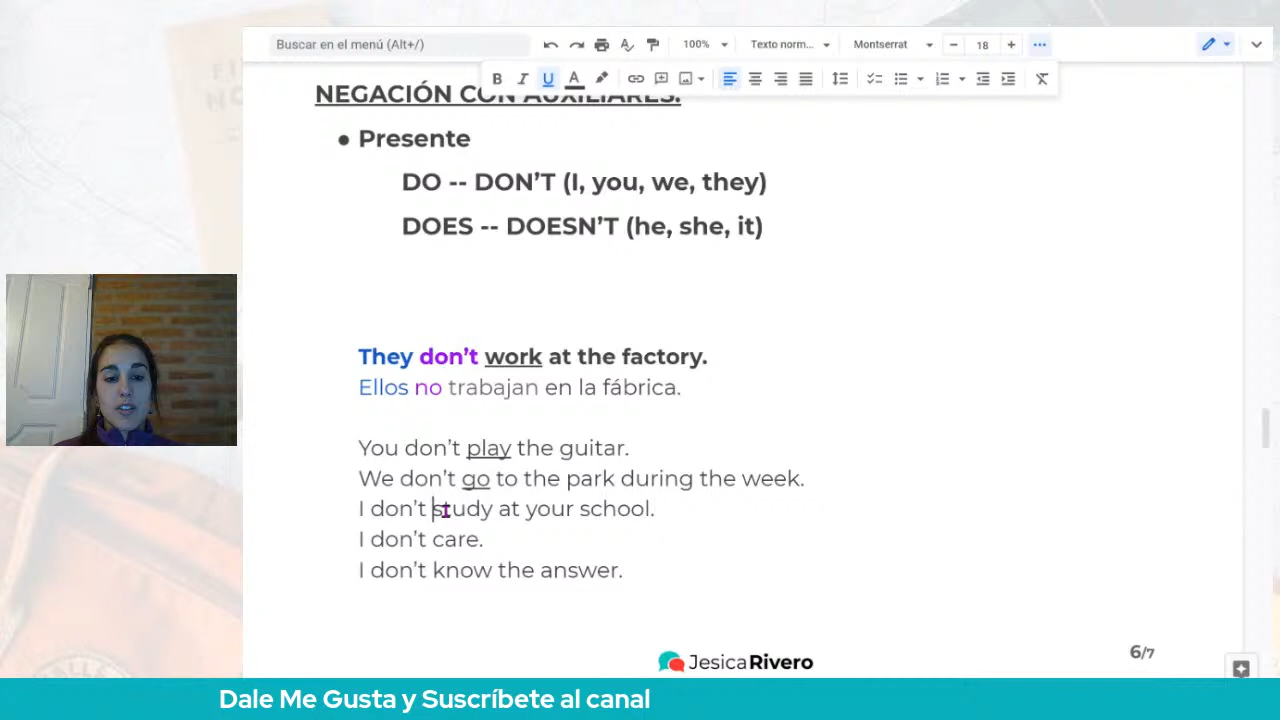 Buscar en el menú (Alt+/)
100%
Texto norm...
Montserrat
18
B I U A
NEGACIÓN CON AUXILIARES:
● Presente
DO -- DON'T (I, you, we, they)
DOES -- DOESN'T (he, she, it)
They don't work at the factory.
Ellos no trabajan en la fábrica.
You don't play the guitar.
We don't go to the park during the week.
I don't study at your school.
I don't care.
I don't know the answer.
Jesica Rivero
6/7
Dale Me Gusta y Suscríbete al canal